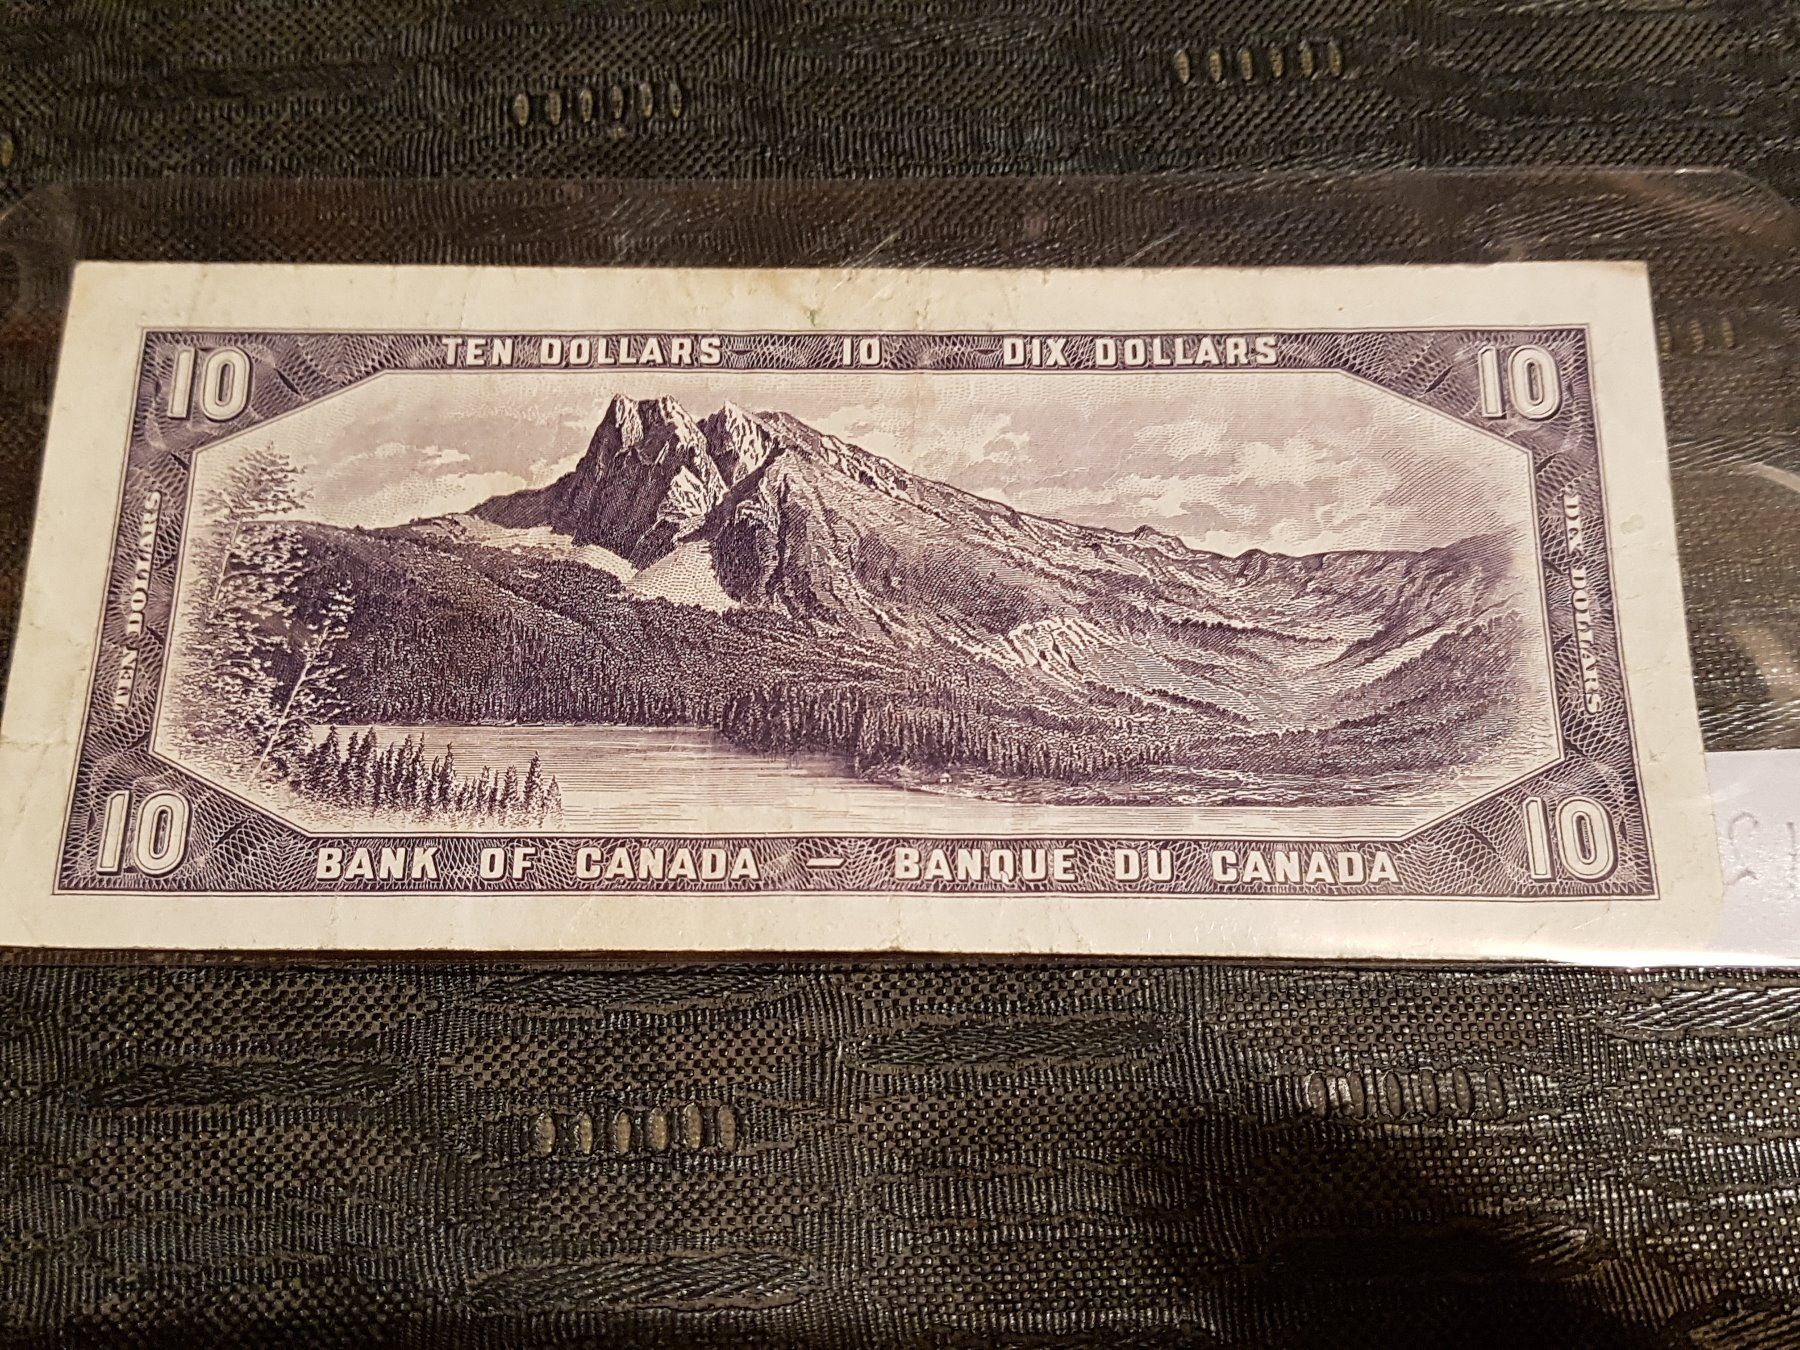 10 TEN DOLLARS 10 DIX DOLLARS 10
TEN DOLLARS
DIX DOLLARS
10 BANK OF CANADA — BANQUE DU CANADA 10